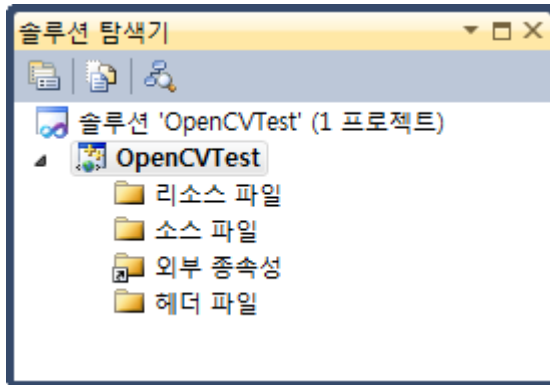 솔루션 탐색기
솔루션 'OpenCVTest' (1 프로젝트)
OpenCVTest
리소스 파일
소스 파일
외부 종속성
헤더 파일